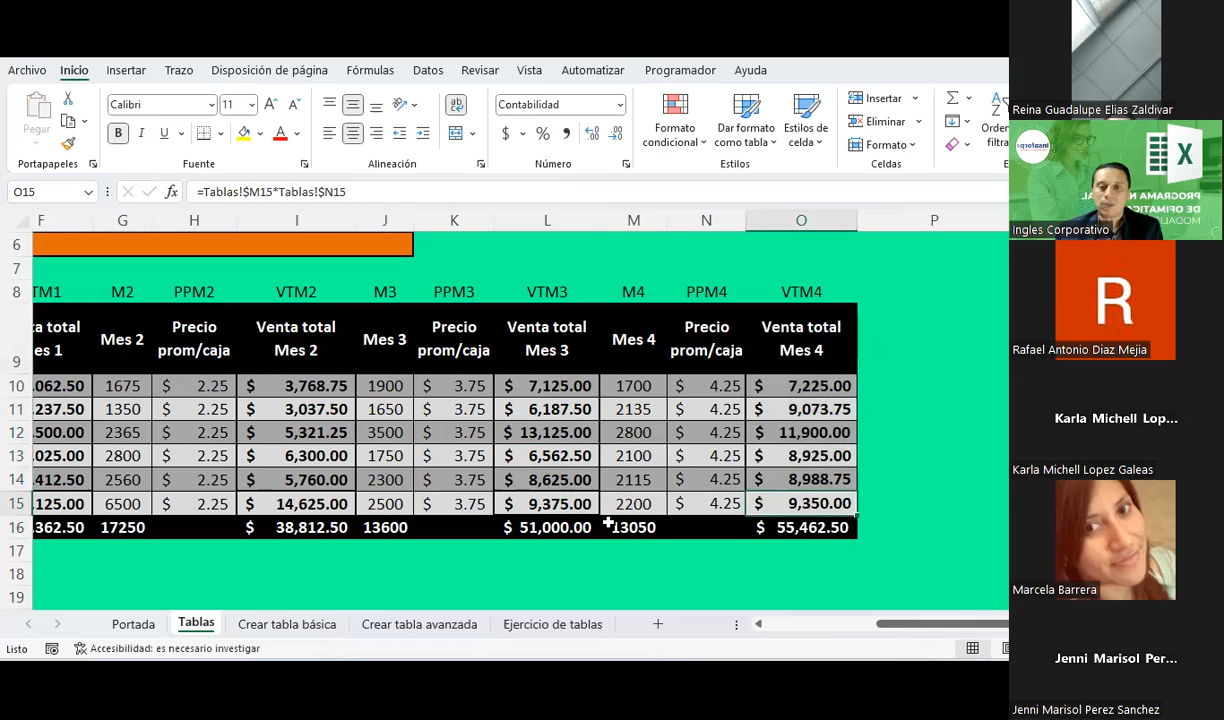 Archivo Inicio Insertar Trazo Disposición de página Fórmulas Datos Revisar Vista Automatizar Programador Ayuda
Pegar
Calibri 11
Contabilidad
Formato condicional
Dar formato como tabla
Estilos de celda
Insertar
Eliminar
Formato
Portapapeles Fuente Alineación Número Estilos Celdas
O15 =Tablas!$M15*Tablas!$N15
F G H I J K L M N O P
6
7
8 TM1 M2 PPM2 VTM2 M3 PPM3 VTM3 M4 PPM4 VTM4
9 ta total es 1 Mes 2 Precio prom/caja Venta total Mes 2 Mes 3 Precio prom/caja Venta total Mes 3 Mes 4 Precio prom/caja Venta total Mes 4
10 .062.50 1675 $ 2.25 $ 3,768.75 1900 $ 3.75 $ 7,125.00 1700 $ 4.25 $ 7,225.00
11 .237.50 1350 $ 2.25 $ 3,037.50 1650 $ 3.75 $ 6,187.50 2135 $ 4.25 $ 9,073.75
12 .500.00 2365 $ 2.25 $ 5,321.25 3500 $ 3.75 $ 13,125.00 2800 $ 4.25 $ 11,900.00
13 .025.00 2800 $ 2.25 $ 6,300.00 1750 $ 3.75 $ 6,562.50 2100 $ 4.25 $ 8,925.00
14 .412.50 2560 $ 2.25 $ 5,760.00 2300 $ 3.75 $ 8,625.00 2115 $ 4.25 $ 8,988.75
15 .125.00 6500 $ 2.25 $ 14,625.00 2500 $ 3.75 $ 9,375.00 2200 $ 4.25 $ 9,350.00
16 .362.50 17250 $ 38,812.50 13600 $ 51,000.00 13050 $ 55,462.50
17
18
19
Portada Tablas Crear tabla básica Crear tabla avanzada Ejercicio de tablas
Listo Accesibilidad: es necesario investigar
Reina Guadalupe Elias Zaldivar
PROGRAMA N
DE OFIMATIC
MODAL
Ingles Corporativo
R
Rafael Antonio Diaz Mejia
Karla Michell Lop...
Karla Michell Lopez Galeas
Marcela Barrera
Jenni Marisol Per...
Jenni Marisol Perez Sanchez